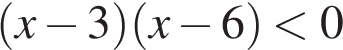 (x − 3)(x − 6) < 0